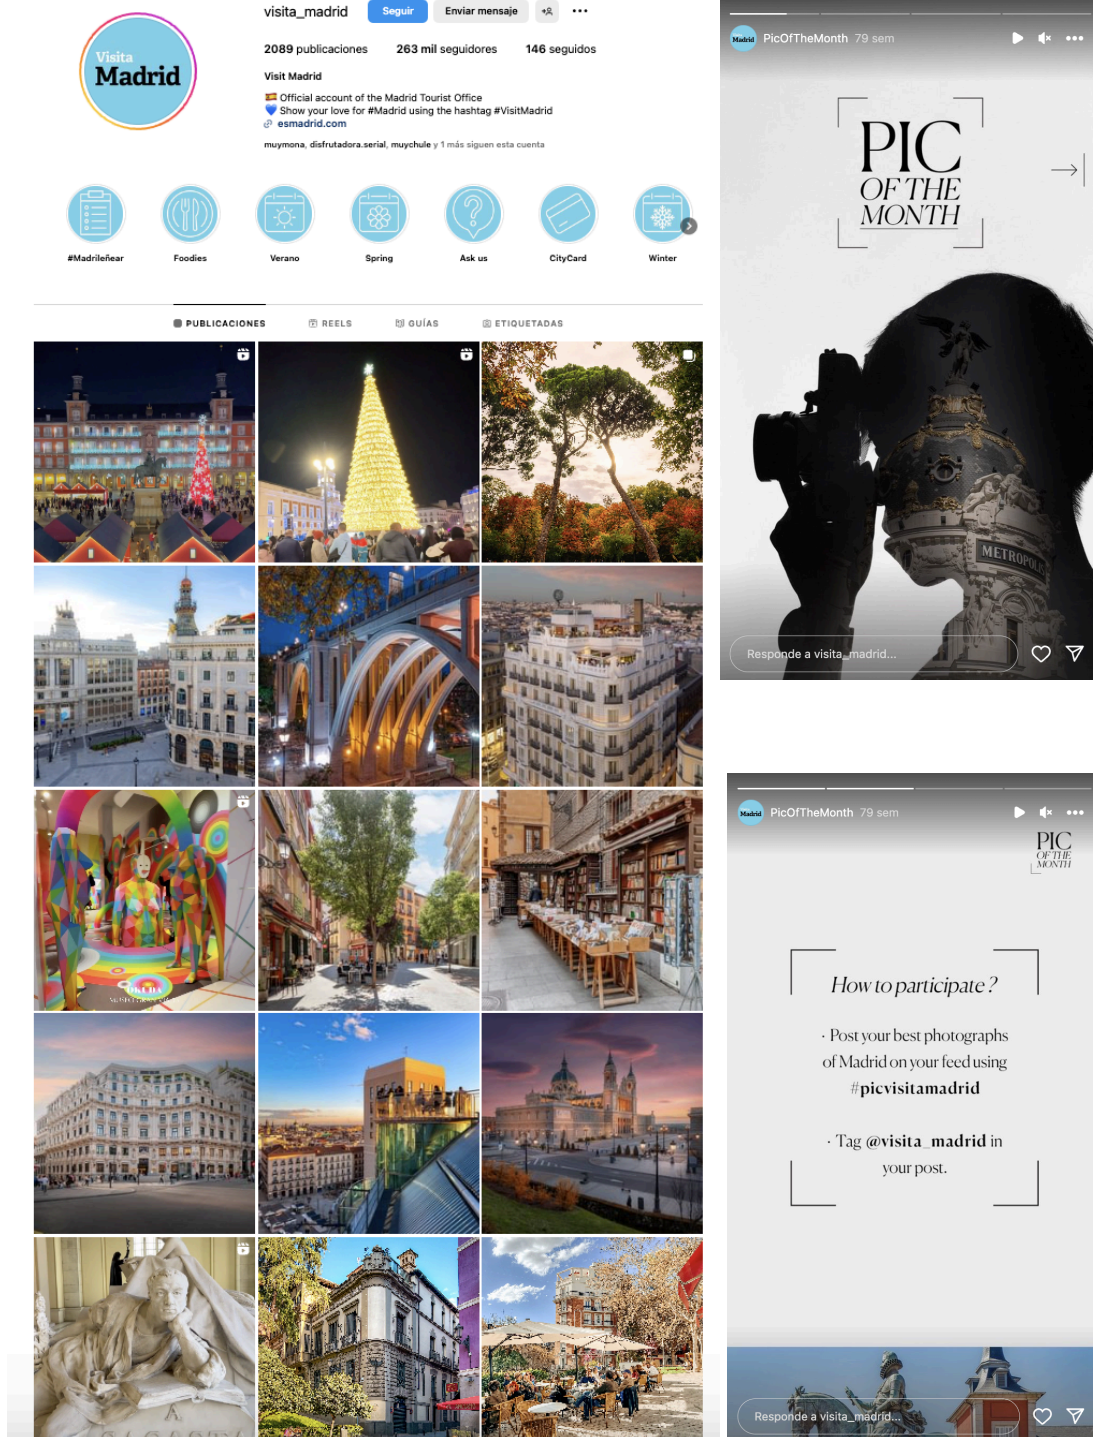 visita_madrid
Seguir
Enviar mensaje
2089 publicaciones
263 mil seguidores
146 seguidos
Visita
Madrid
Visit Madrid
Official account of the Madrid Tourist Office
Show your love for #Madrid using the hashtag #VisitMadrid
esmadrid.com
muymona, disfrutadora.serial, muychule y 1 más siguen esta cuenta
#Madrileñear
Foodies
Verano
Spring
Ask us
CityCard
Winter
PUBLICACIONES
REELS
GUÍAS
ETIQUETADAS
OKUDA
Madrid
PicOfTheMonth 79 sem
PIC
OF THE
MONTH
METROPOLIS
Responde a visita_madrid...
Madrid
PicOfTheMonth 79 sem
PIC
OF THE
MONTH
How to participate ?
· Post your best photographs
of Madrid on your feed using
#picvisitamadrid
· Tag @visita_madrid in
your post.
Responde a visita_madrid...